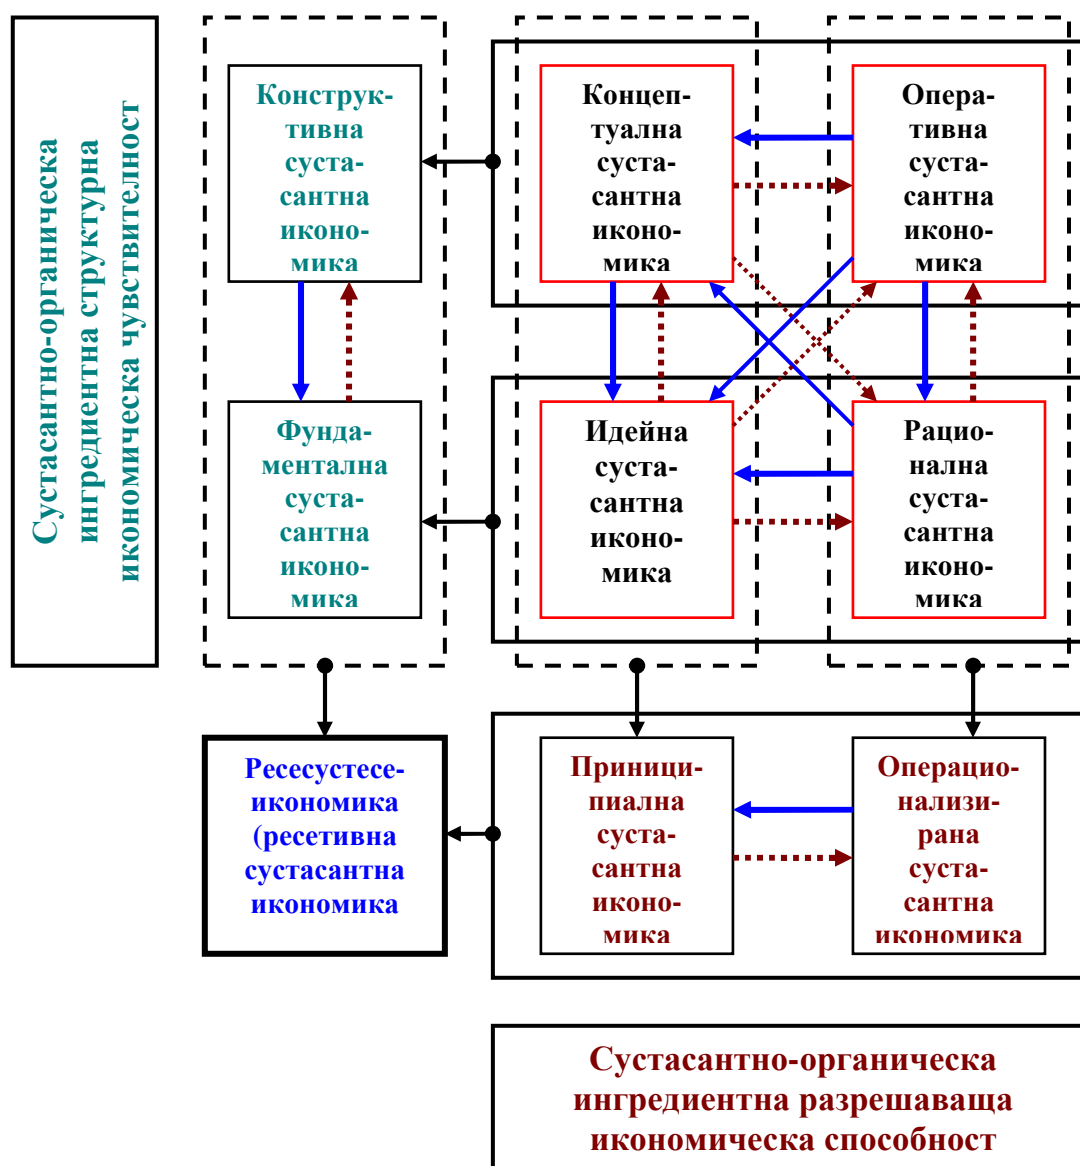 Сустасантно-органическа
ингредиентна структурна
икономическа чувствителност
Конструк-
тивна
суста-
сантна
иконо-
мика
Концеп-
туална
суста-
сантна
иконо-
мика
Опера-
тивна
суста-
сантна
иконо-
мика
Фунда-
ментална
суста-
сантна
иконо-
мика
Идейна
суста-
сантна
иконо-
мика
Рацио-
нална
суста-
сантна
иконо-
мика
Ресесустесе-
икономика
(ресетивна
сустасантна
икономика
Приници-
пиална
суста-
сантна
иконо-
мика
Операцио-
нализи-
рана
суста-
сантна
икономика
Сустасантно-органическа
ингредиентна разрешаваща
икономическа способност